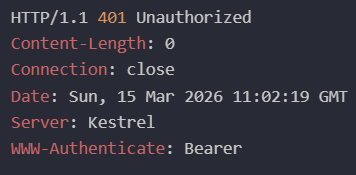 HTTP/1.1 401 Unauthorized
Content-Length: 0
Connection: close
Date: Sun, 15 Mar 2026 11:02:19 GMT
Server: Kestrel
WWW-Authenticate: Bearer